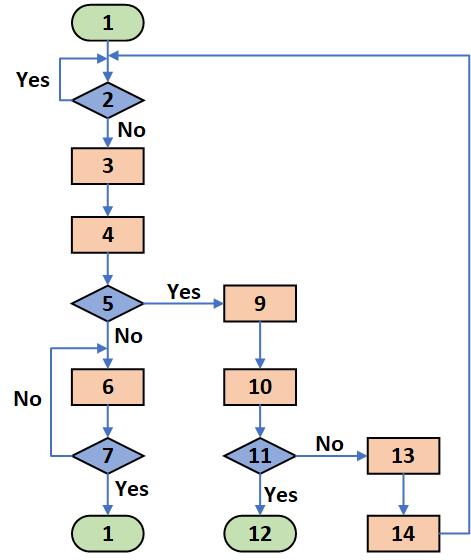 1
Yes
2
No
3
4
5
Yes
9
No
6
10
No
7
11
No
13
Yes
Yes
1
12
14